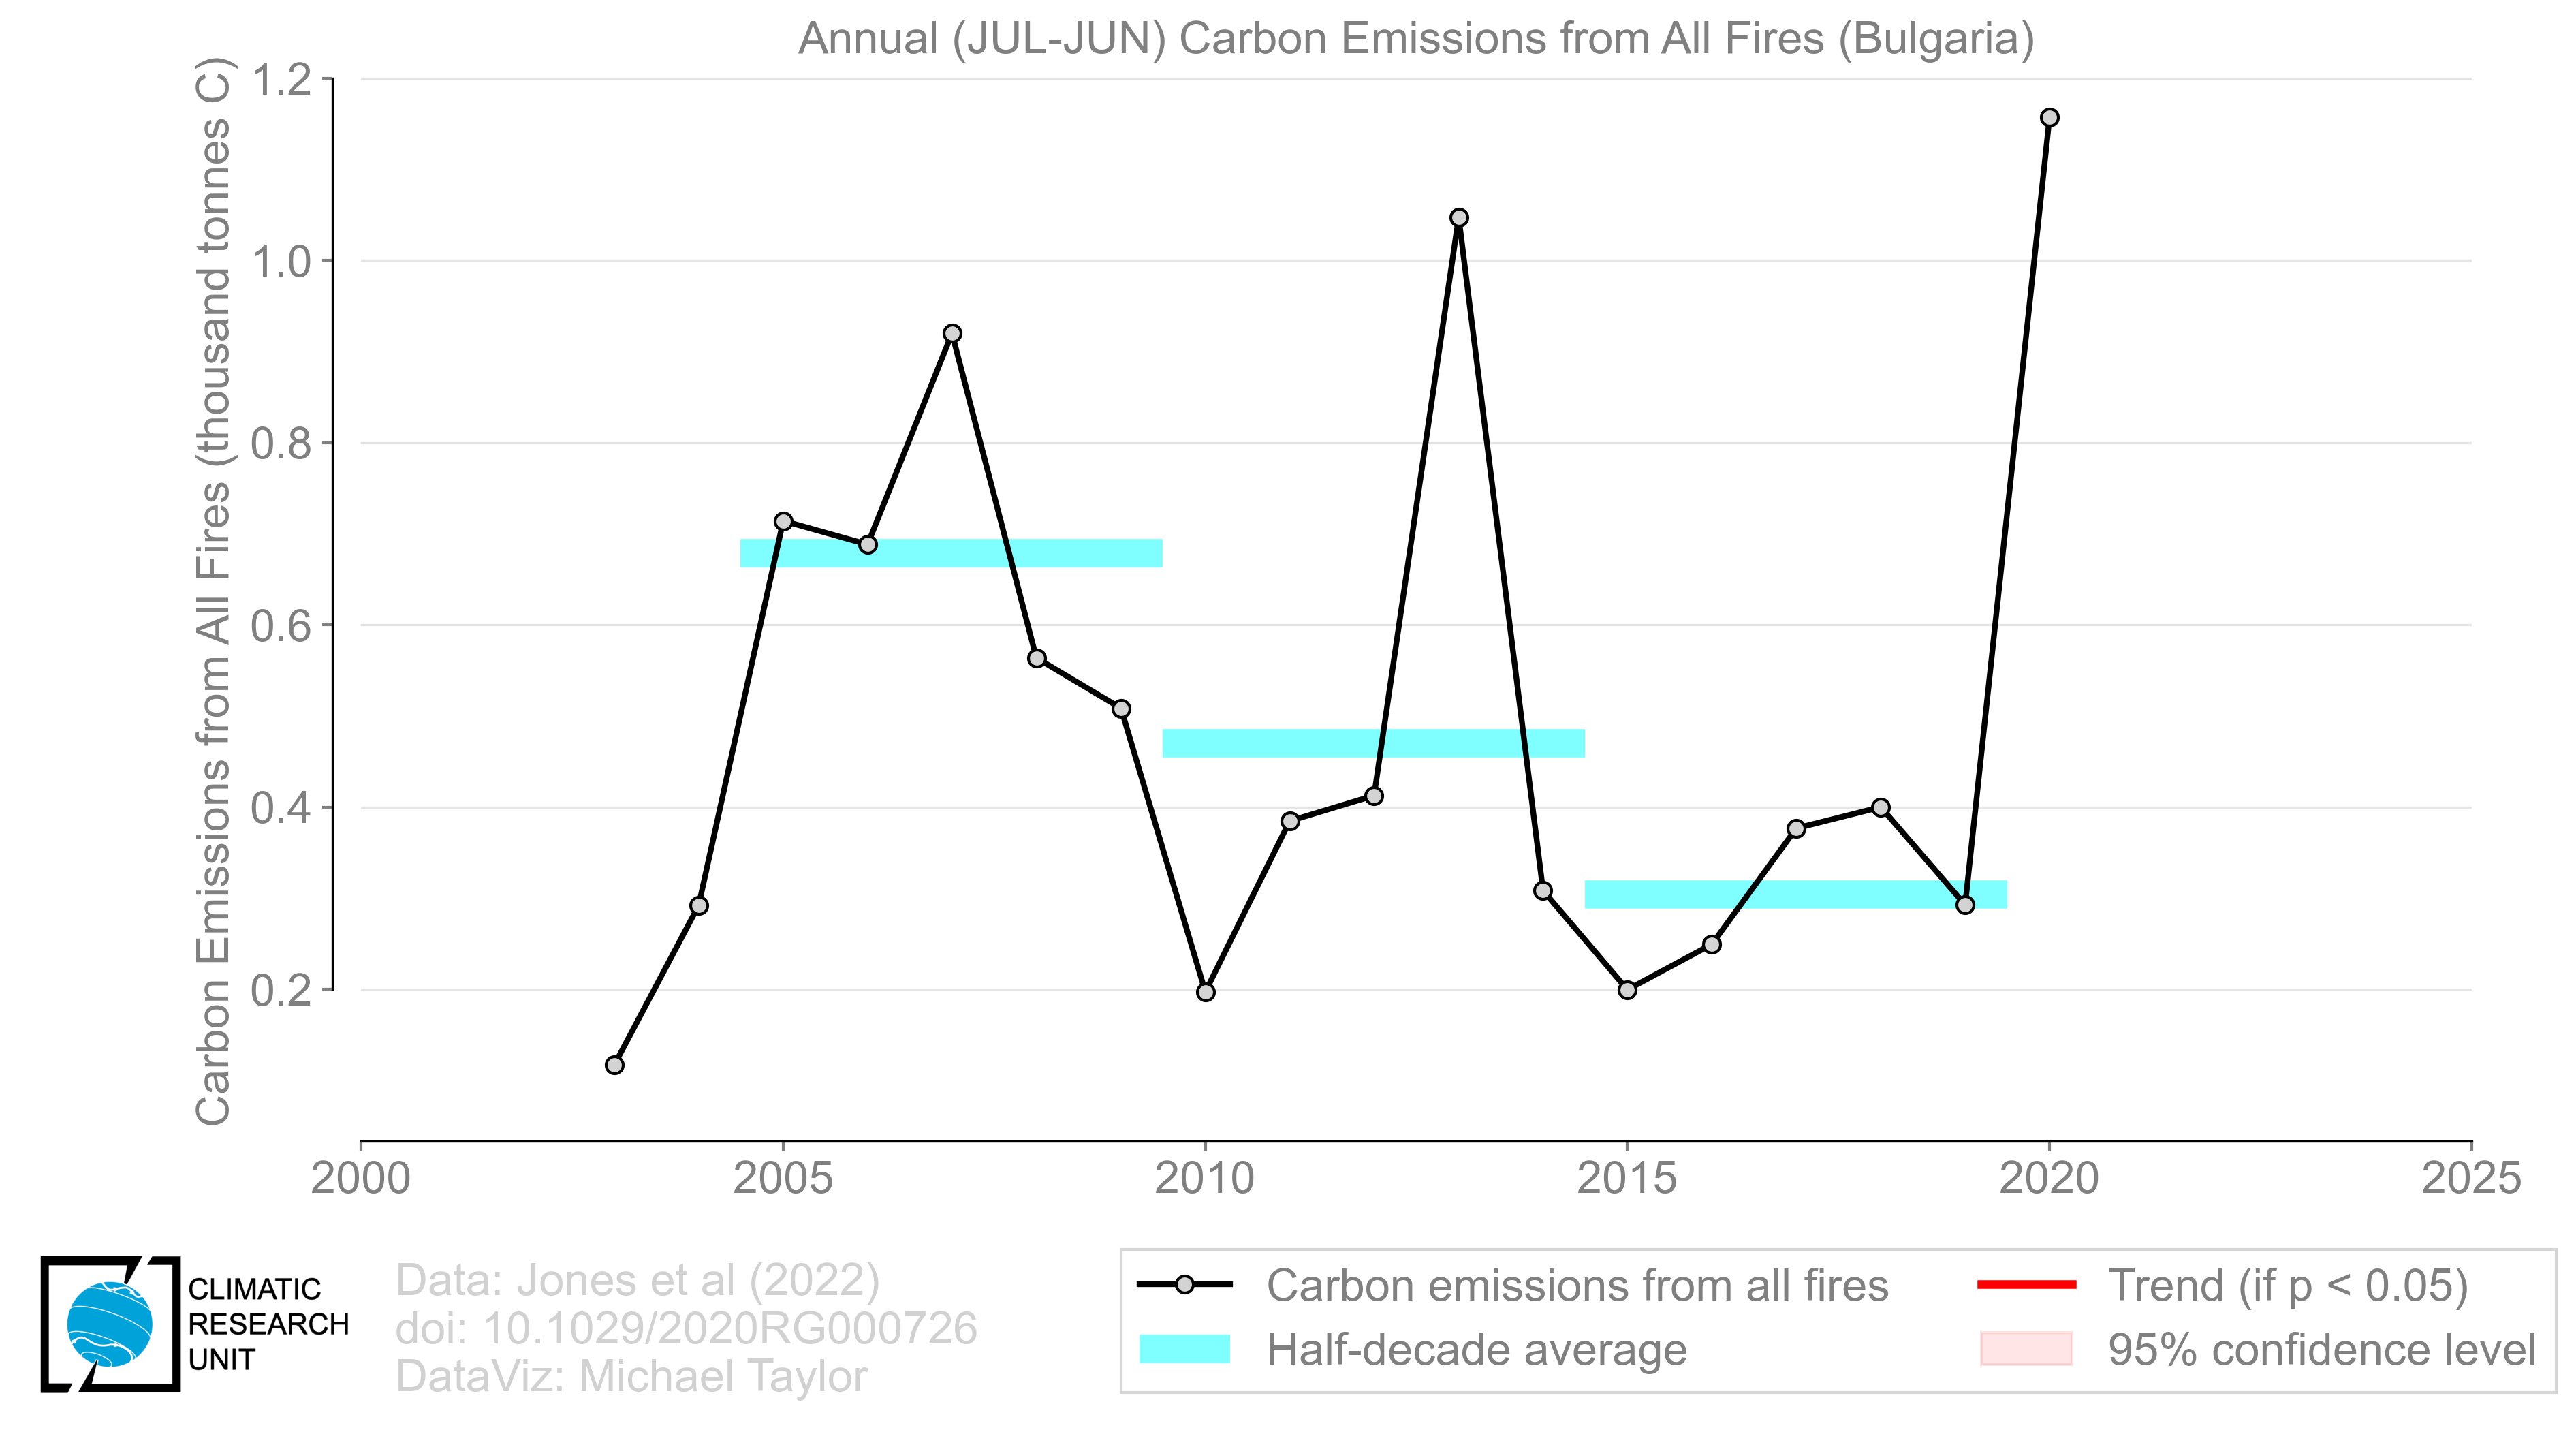 Annual (JUL-JUN) Carbon Emissions from All Fires (Bulgaria)
Carbon Emissions from All Fires (thousand tonnes C)
1.2
1.0
0.8
0.6
0.4
0.2
2000 2005 2010 2015 2020 2025
CLIMATIC
RESEARCH
UNIT
Data: Jones et al (2022)
doi: 10.1029/2020RG000726
DataViz: Michael Taylor
Carbon emissions from all fires
Half-decade average
Trend (if p < 0.05)
95% confidence level